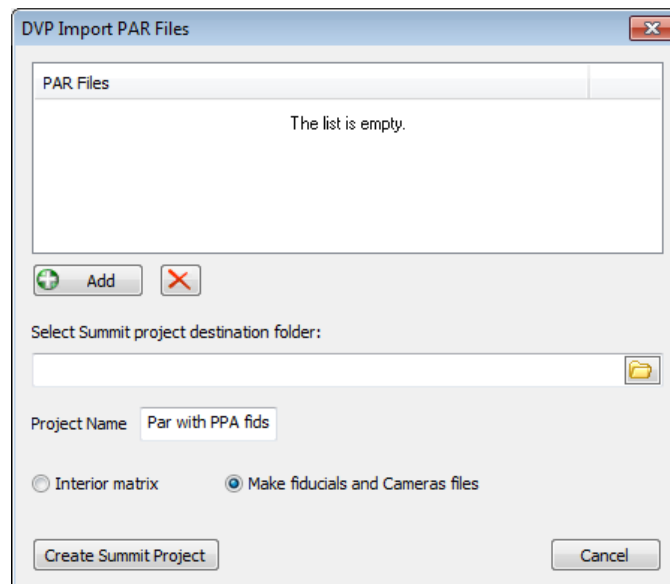 DVP Import PAR Files
PAR Files
The list is empty.
Add
Select Summit project destination folder:
Project Name Par with PPA fids
Interior matrix Make fiducials and Cameras files
Create Summit Project Cancel